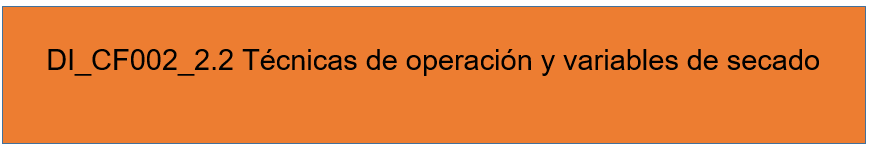 DI_CF002_2.2 Técnicas de operación y variables de secado